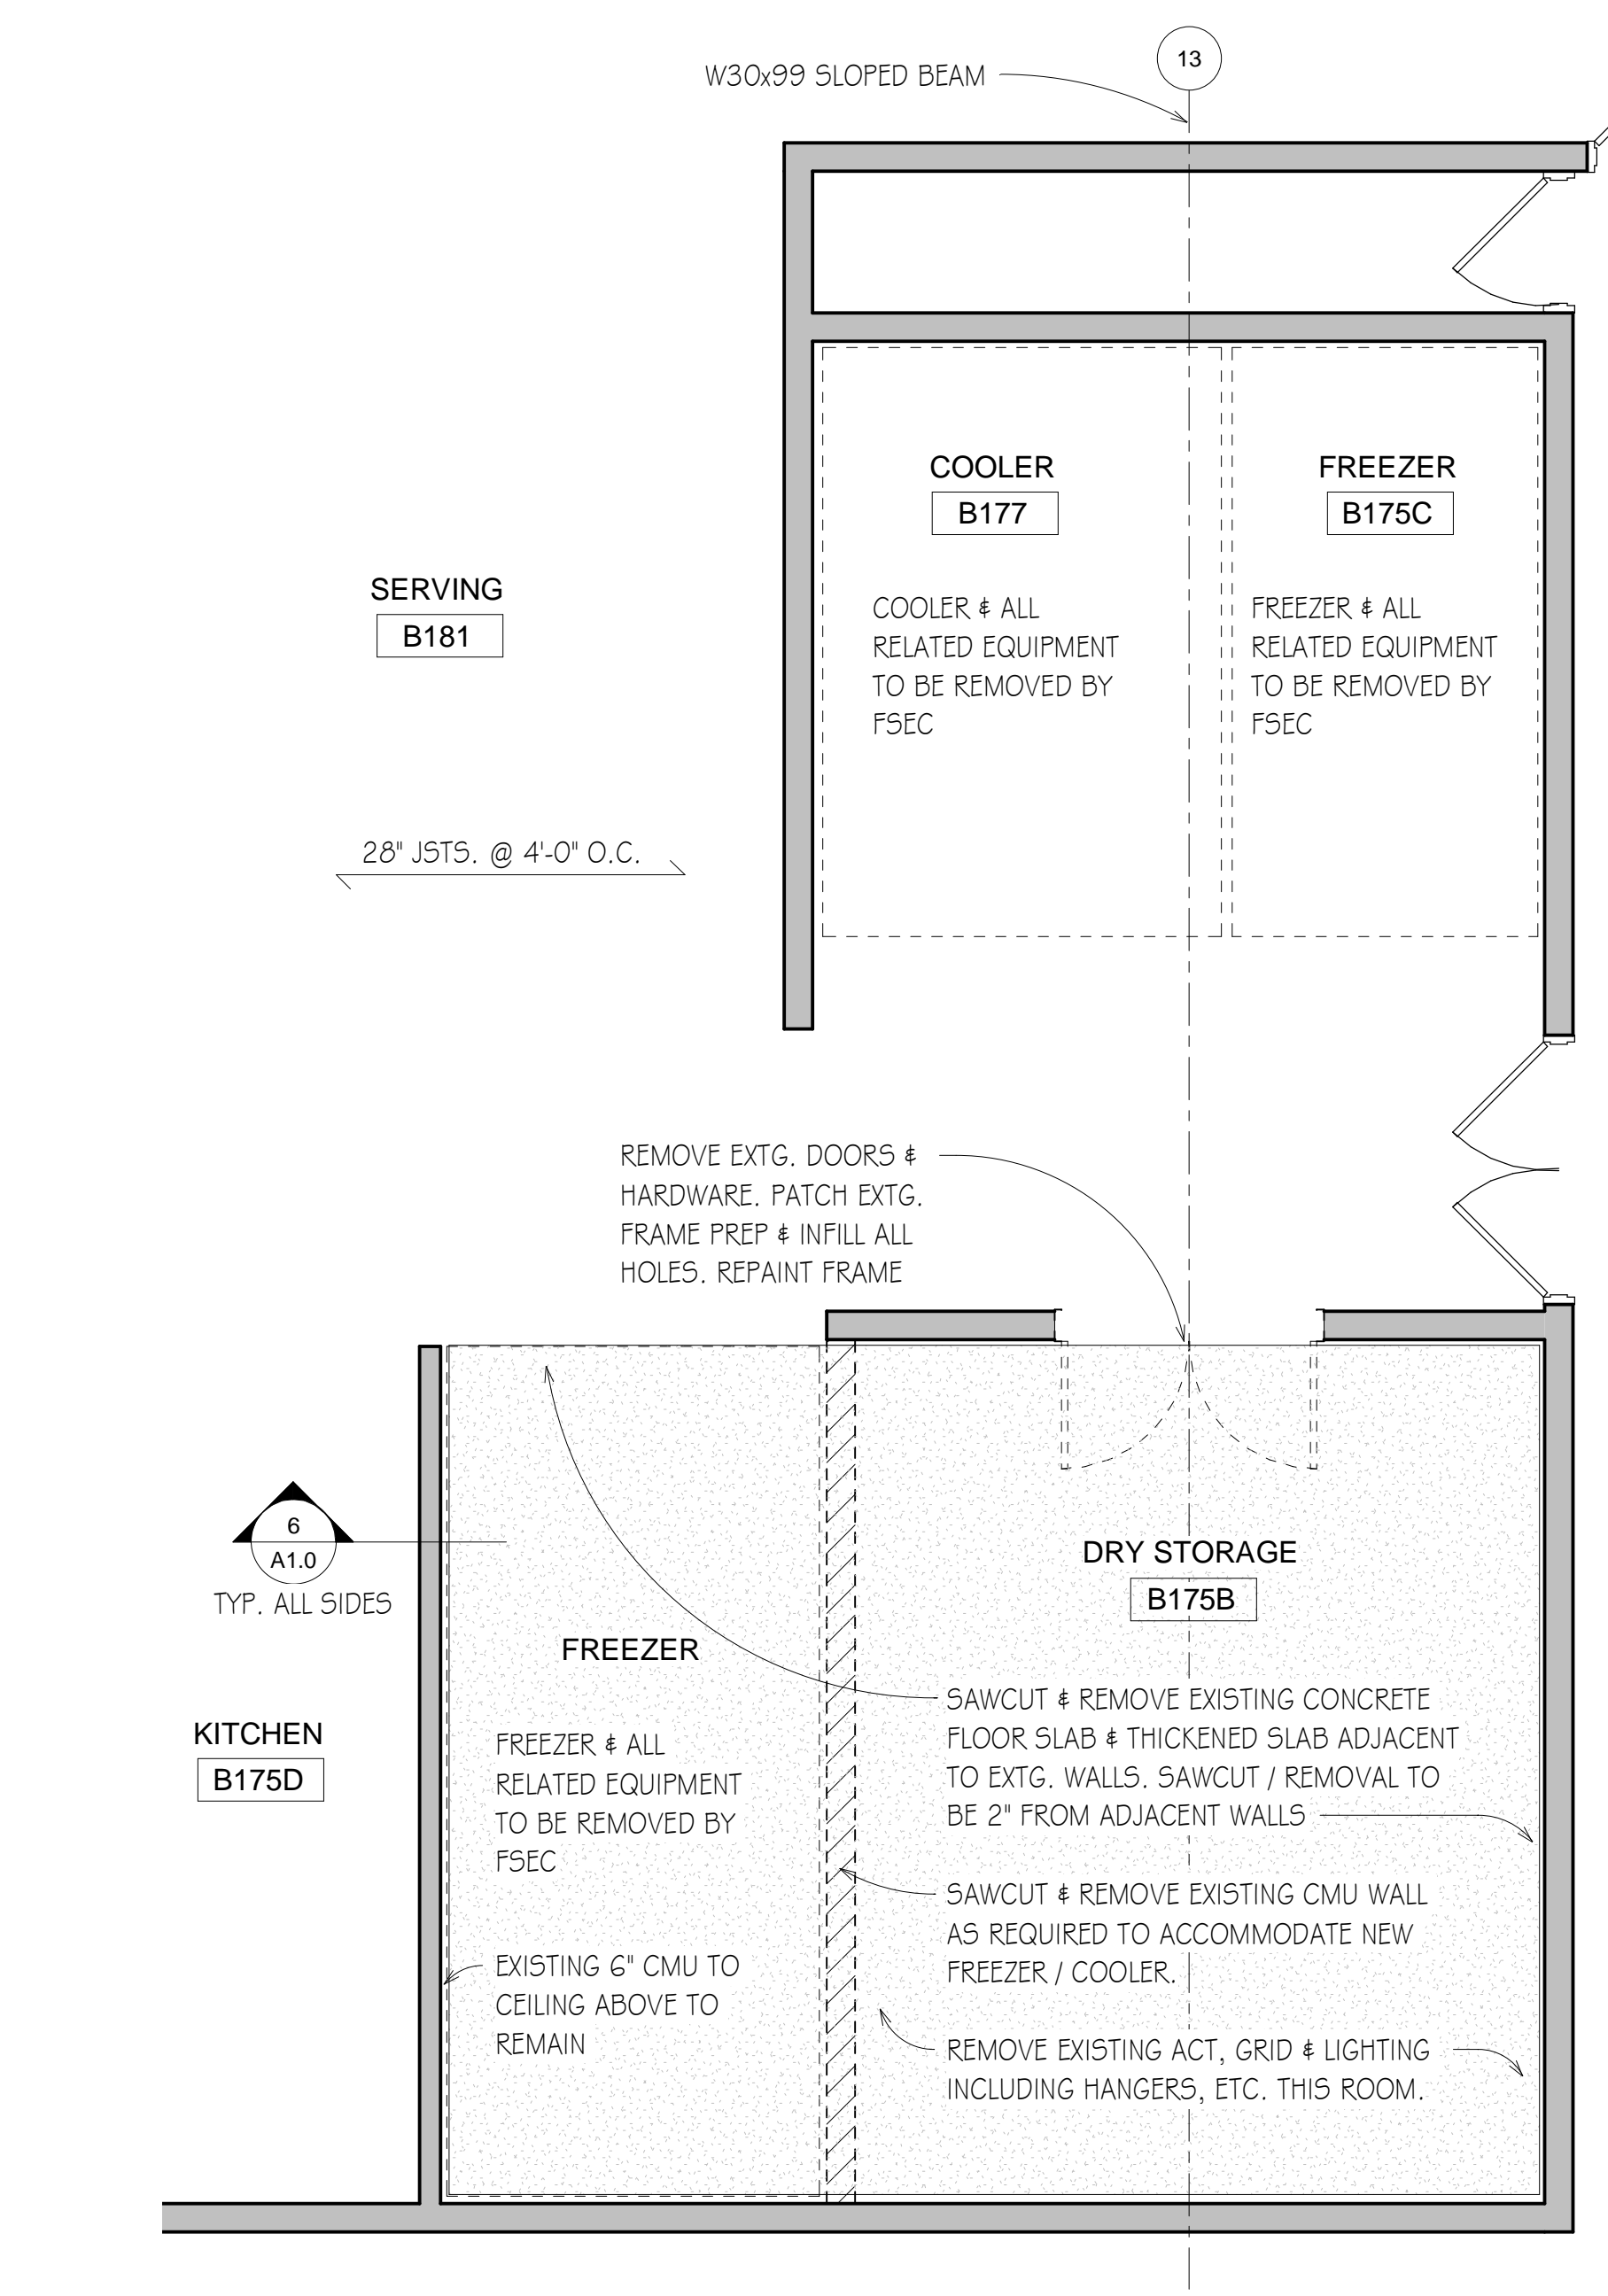 13
W30x99 SLOPED BEAM
COOLER
B177
FREEZER
B175C
COOLER & ALL
RELATED EQUIPMENT
TO BE REMOVED BY
FSEC
FREEZER & ALL
RELATED EQUIPMENT
TO BE REMOVED BY
FSEC
SERVING
B181
28" JSTS. @ 4'-0" O.C.
REMOVE EXTG. DOORS &
HARDWARE. PATCH EXTG.
FRAME PREP & INFILL ALL
HOLES. REPAINT FRAME
6
A1.0
TYP. ALL SIDES
DRY STORAGE
B175B
FREEZER
KITCHEN
B175D
FREEZER & ALL
RELATED EQUIPMENT
TO BE REMOVED BY
FSEC
EXISTING 6" CMU TO
CEILING ABOVE TO
REMAIN
SAWCUT & REMOVE EXISTING CONCRETE
FLOOR SLAB & THICKENED SLAB ADJACENT
TO EXTG. WALLS. SAWCUT / REMOVAL TO
BE 2" FROM ADJACENT WALLS
SAWCUT & REMOVE EXISTING CMU WALL
AS REQUIRED TO ACCOMMODATE NEW
FREEZER / COOLER.
REMOVE EXISTING ACT, GRID & LIGHTING
INCLUDING HANGERS, ETC. THIS ROOM.